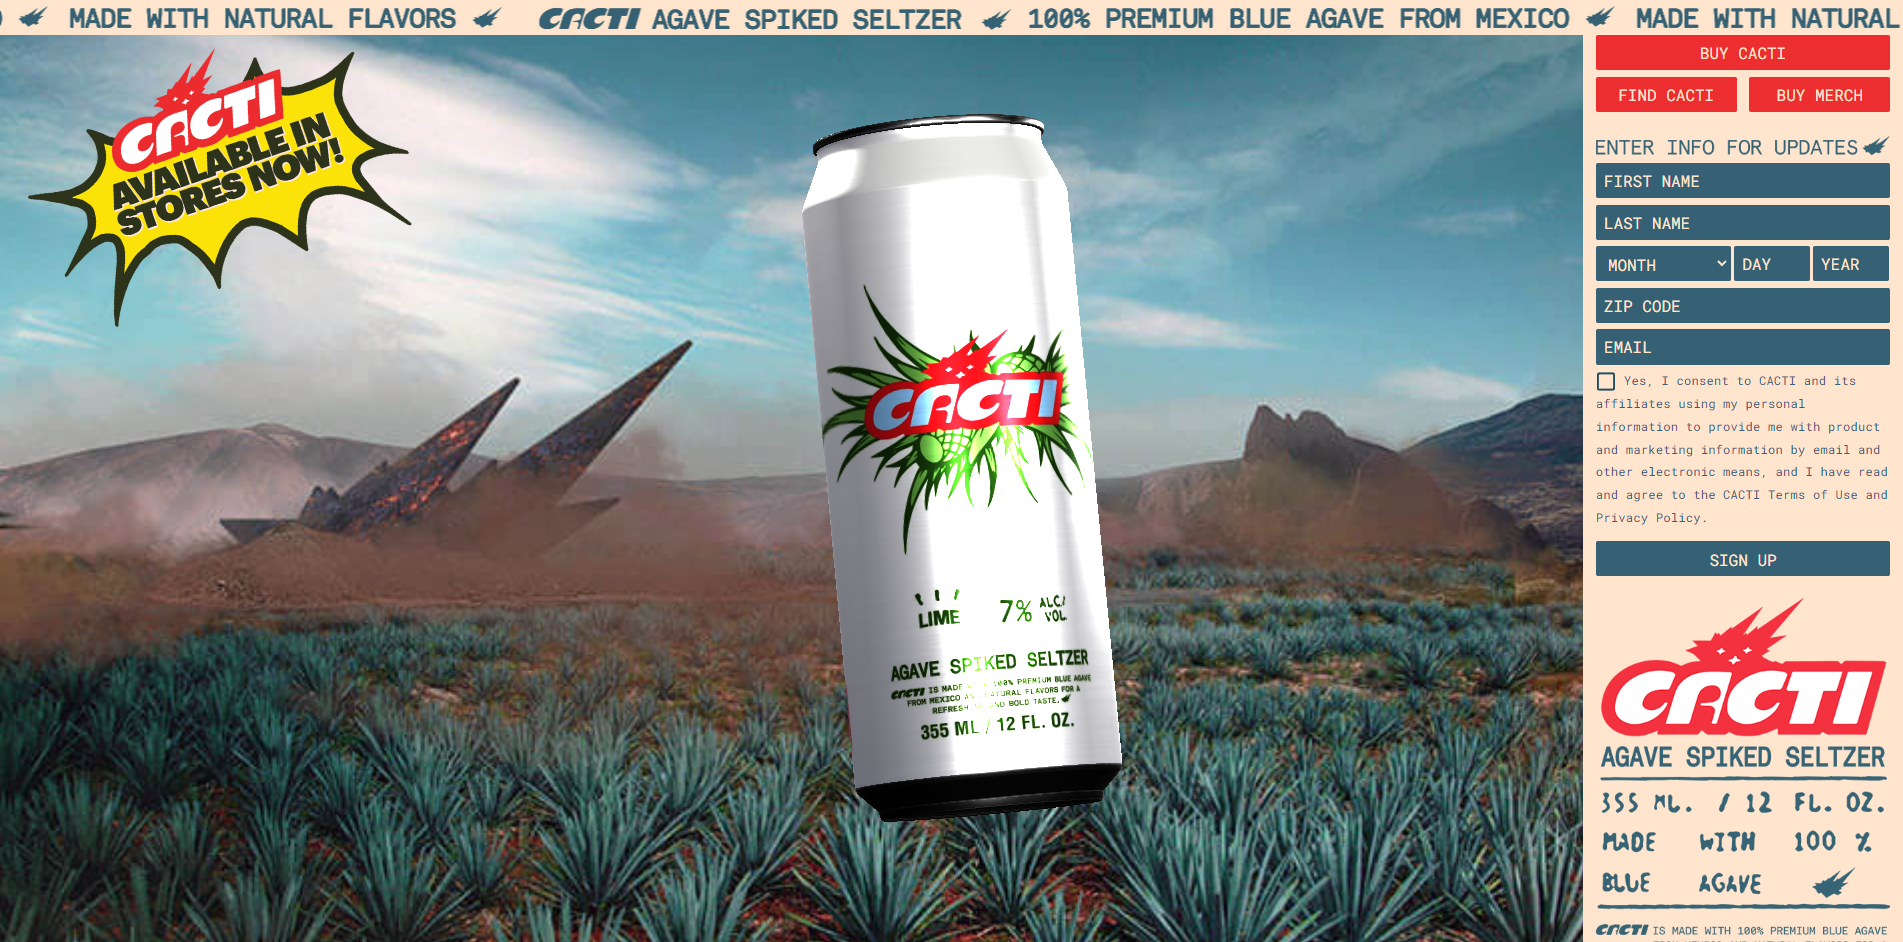 MADE WITH NATURAL FLAVORS CACTI AGAVE SPIKED SELTZER 100% PREMIUM BLUE AGAVE FROM MEXICO MADE WITH NATURAL
CACTI
AVAILABLE IN
STORES NOW!
CACTI
LIME 7% ALC./
VOL.
AGAVE SPIKED SELTZER
CACTI IS MADE WITH 100% PREMIUM BLUE AGAVE
FROM MEXICO AND NATURAL FLAVORS FOR A
REFRESHING AND BOLD TASTE.
355 ML / 12 FL. OZ.
BUY CACTI
FIND CACTI BUY MERCH
ENTER INFO FOR UPDATES
FIRST NAME
LAST NAME
MONTH DAY YEAR
ZIP CODE
EMAIL
Yes, I consent to CACTI and its
affiliates using my personal
information to provide me with product
and marketing information by email and
other electronic means, and I have read
and agree to the CACTI Terms of Use and
Privacy Policy.
SIGN UP
CACTI
AGAVE SPIKED SELTZER
355 ML. / 12 FL. OZ.
MADE WITH 100 %
BLUE AGAVE
CACTI IS MADE WITH 100% PREMIUM BLUE AGAVE